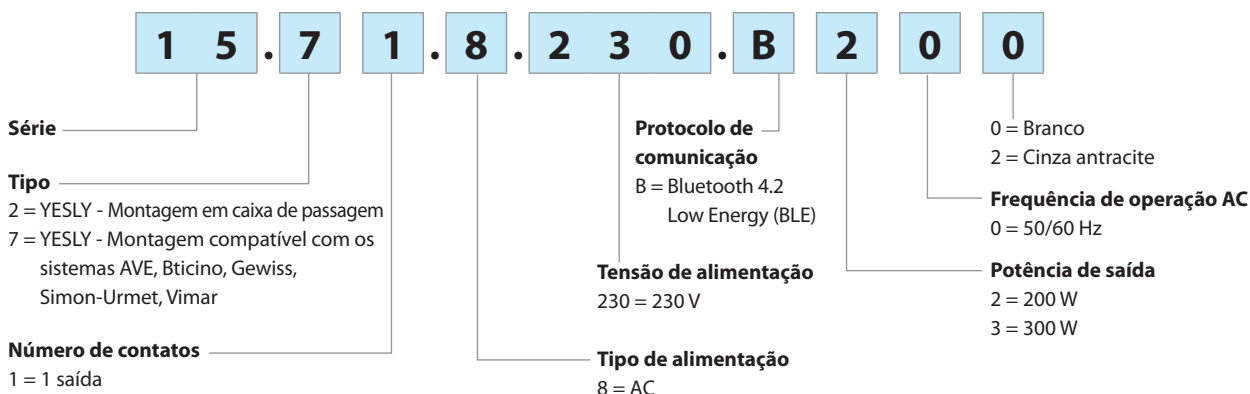 1 5 . 7 1 . 8 . 2 3 0 . B 2 0 0
Série
Tipo
2 = YESLY - Montagem em caixa de passagem
7 = YESLY - Montagem compatível com os
sistemas AVE, Bticino, Gewiss,
Simon-Urmet, Vimar
Número de contatos
1 = 1 saída
Protocolo de
comunicação
B = Bluetooth 4.2
Low Energy (BLE)
Tensão de alimentação
230 = 230 V
Tipo de alimentação
8 = AC
0 = Branco
2 = Cinza antracite
Frequência de operação AC
0 = 50/60 Hz
Potência de saída
2 = 200 W
3 = 300 W